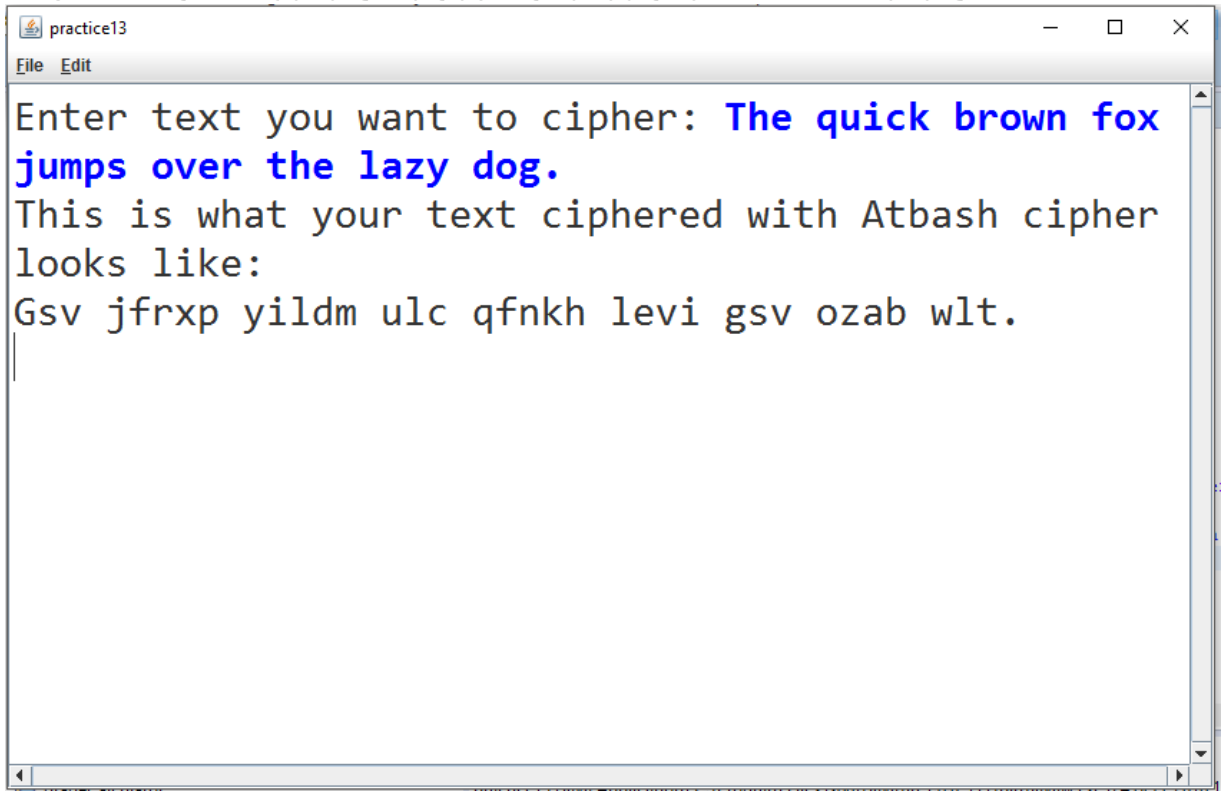 practice13
File Edit
Enter text you want to cipher: The quick brown fox
jumps over the lazy dog.
This is what your text ciphered with Atbash cipher
looks like:
Gsv jfrxp yildm ulc qfnkh levi gsv ozab wlt.